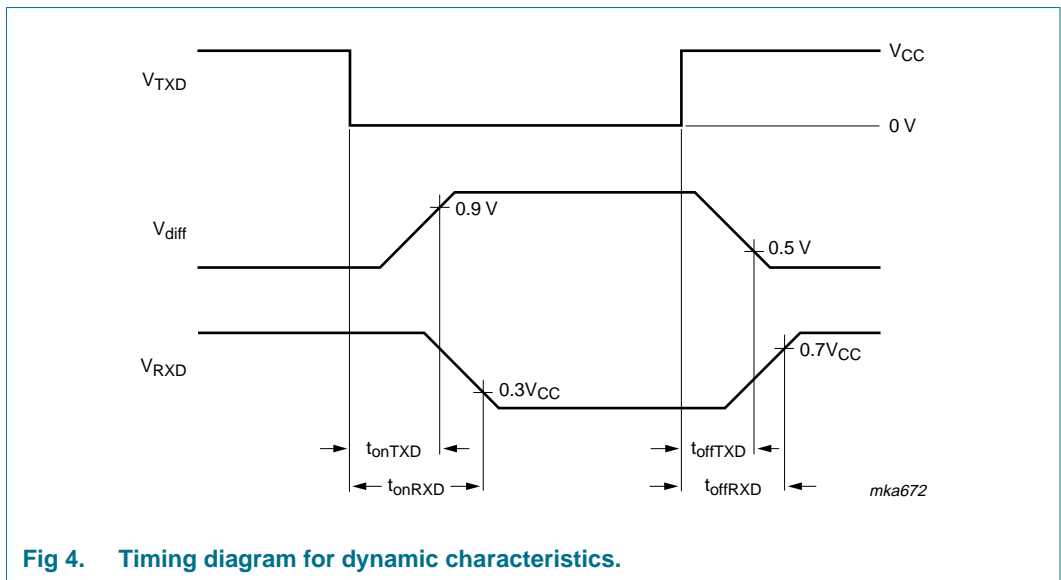 V_TXD
V_CC
0 V
V_diff
0.9 V
0.5 V
V_RXD
0.3V_CC
0.7V_CC
t_onTXD
t_offTXD
t_onRXD
t_offRXD
mka672
Fig 4. Timing diagram for dynamic characteristics.